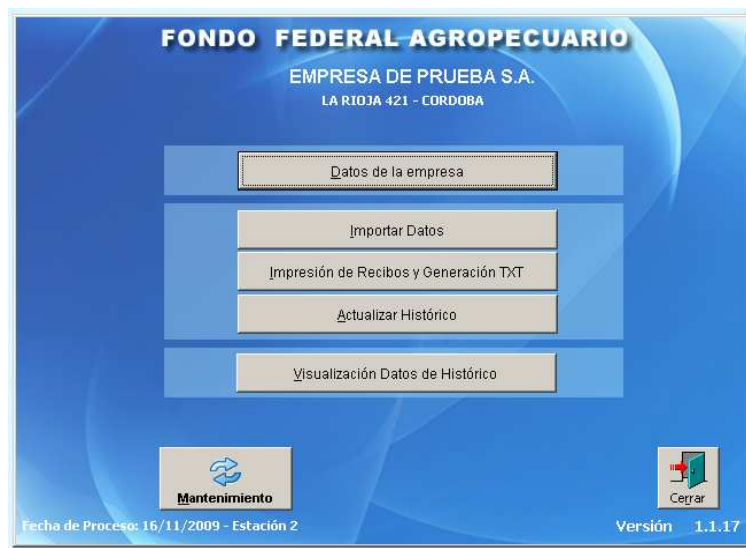 FONDO FEDERAL AGROPECUARIO
EMPRESA DE PRUEBA S.A.
LA RIOJA 421 - CORDOBA
Datos de la empresa
Importar Datos
Impresión de Recibos y Generación TXT
Actualizar Histórico
Visualización Datos de Histórico
Mantenimiento
Cerrar
Fecha de Proceso: 16/11/2009 - Estación 2
Versión 1.1.17